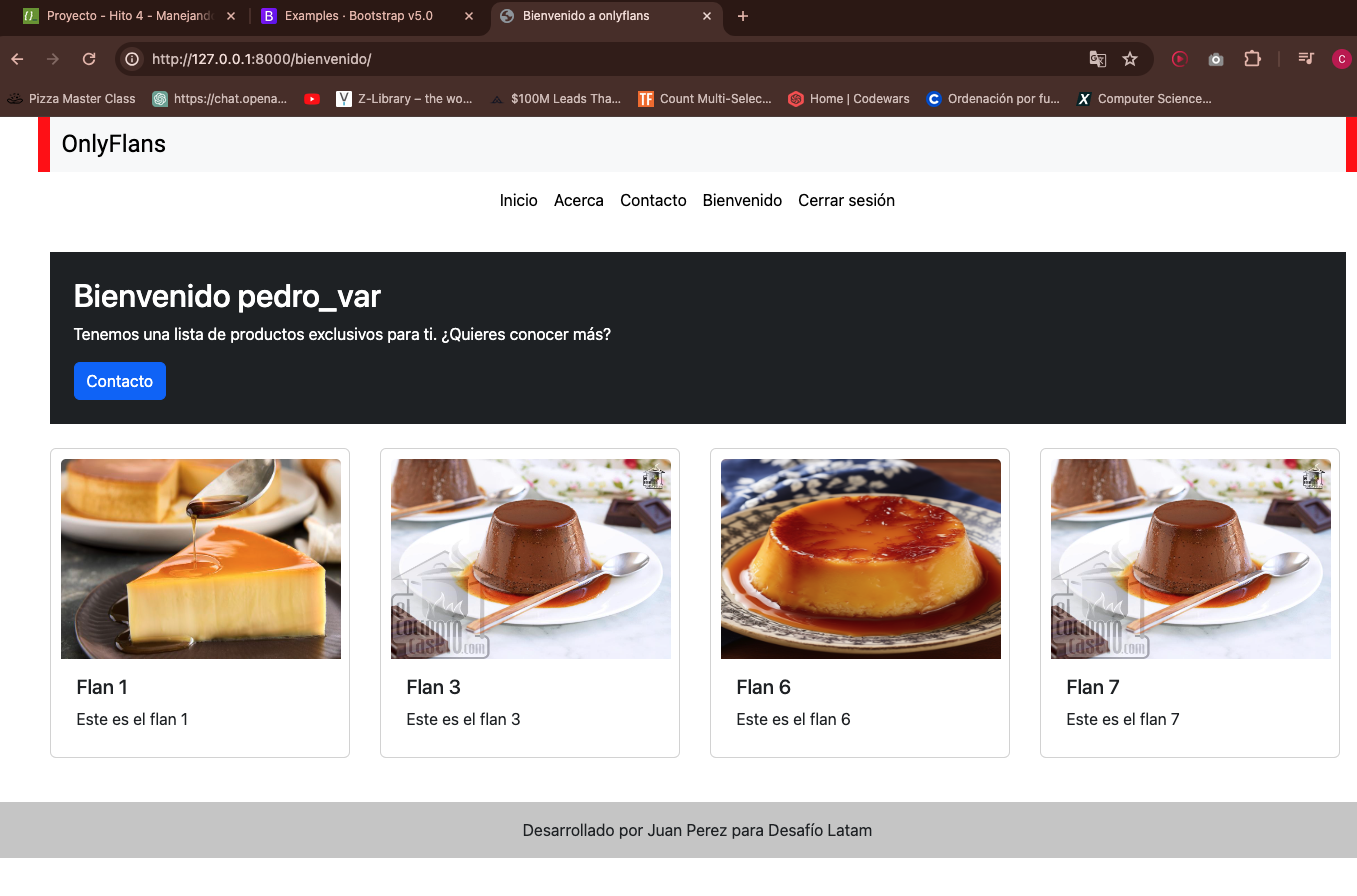 Proyecto - Hito 4 - Manejand
Examples · Bootstrap v5.0
Bienvenido a onlyflans
http://127.0.0.1:8000/bienvenido/
C
Pizza Master Class
https://chat.opena...
Z-Library – the wo...
$100M Leads Tha...
TF
Count Multi-Selec...
Home | Codewars
Ordenación por fu...
Computer Science...
OnlyFlans
Inicio
Acerca
Contacto
Bienvenido
Cerrar sesión
Bienvenido pedro_var
Tenemos una lista de productos exclusivos para ti. ¿Quieres conocer más?
Contacto
Flan 1
Este es el flan 1
Flan 3
Este es el flan 3
Flan 6
Este es el flan 6
Flan 7
Este es el flan 7
Desarrollado por Juan Perez para Desafío Latam